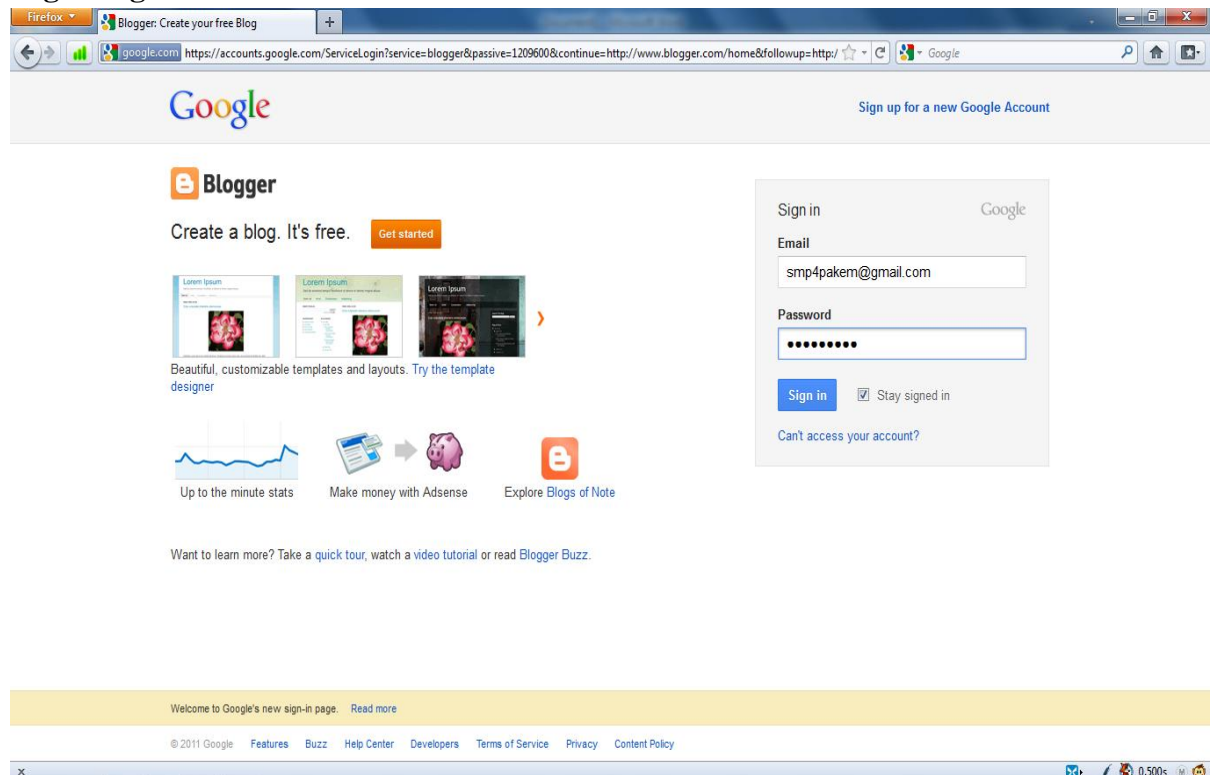 Firefox
Blogger: Create your free Blog
google.com https://accounts.google.com/ServiceLogin?service=blogger&passive=1209600&continue=http://www.blogger.com/home&followup=http:/
Google
Google
Sign up for a new Google Account
Blogger
Create a blog. It's free.
Get started
Lorem Ipsum
Lorem Ipsum
Lorem Ipsum
Beautiful, customizable templates and layouts. Try the template
designer
Up to the minute stats
Make money with Adsense
Explore Blogs of Note
Want to learn more? Take a quick tour, watch a video tutorial or read Blogger Buzz.
Sign in
Google
Email
smp4pakem@gmail.com
Password
Sign in
Stay signed in
Can't access your account?
Welcome to Google's new sign-in page. Read more
© 2011 Google Features Buzz Help Center Developers Terms of Service Privacy Content Policy
x
0.500s